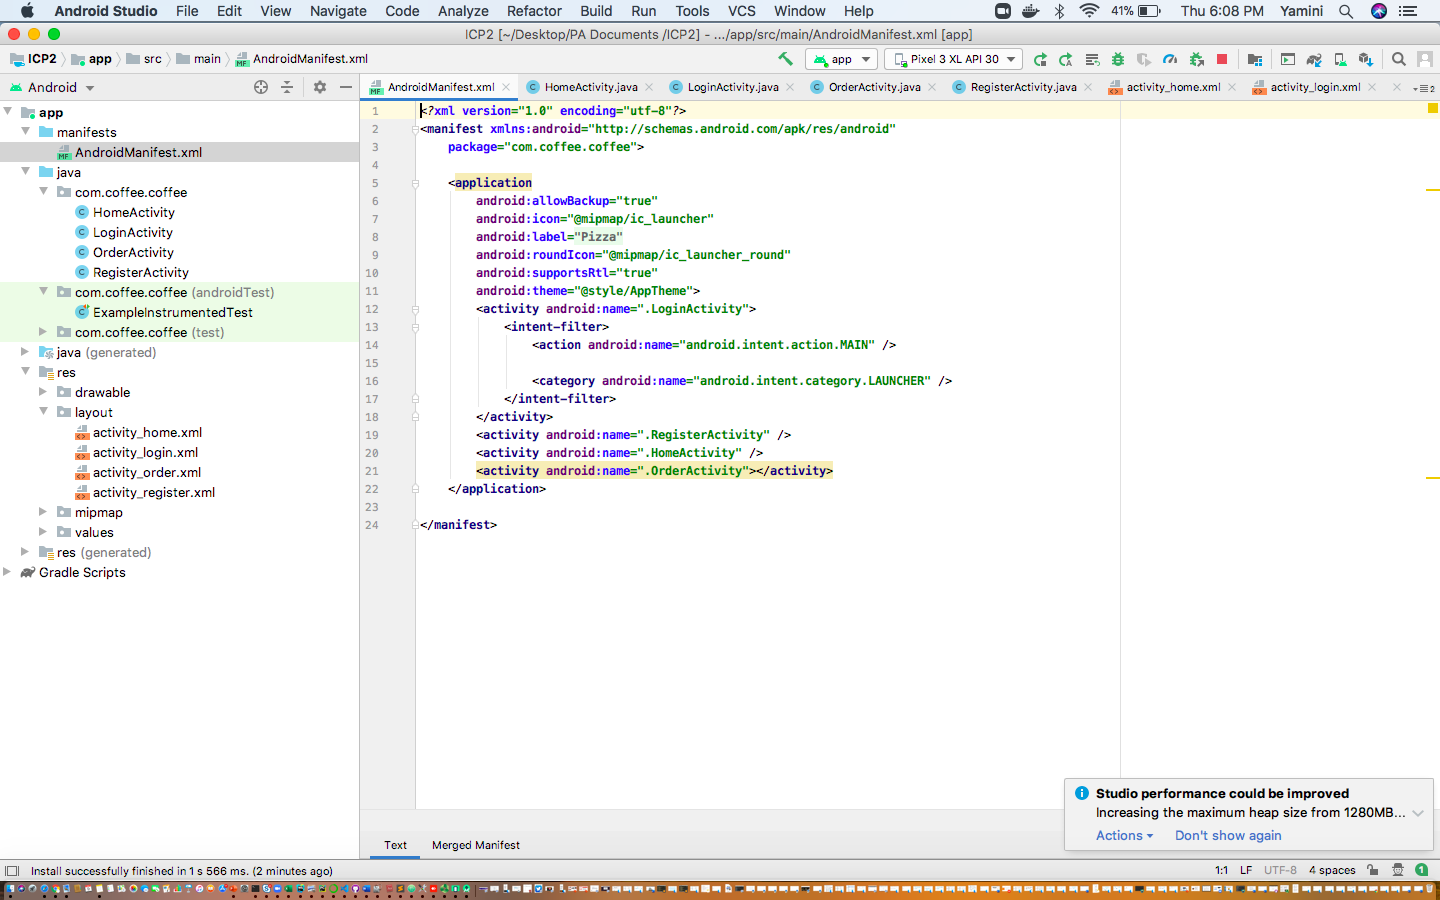 Android Studio File Edit View Navigate Code Analyze Refactor Build Run Tools VCS Window Help 41% Thu 6:08 PM Yamini
ICP2 [~/Desktop/PA Documents /ICP2] - .../app/src/main/AndroidManifest.xml [app]
ICP2 app src main AndroidManifest.xml app Pixel 3 XL API 30
Android AndroidManifest.xml HomeActivity.java LoginActivity.java OrderActivity.java RegisterActivity.java activity_home.xml activity_login.xml 2
app
manifests
AndroidManifest.xml
java
com.coffee.coffee
HomeActivity
LoginActivity
OrderActivity
RegisterActivity
com.coffee.coffee (androidTest)
ExampleInstrumentedTest
com.coffee.coffee (test)
java (generated)
res
drawable
layout
activity_home.xml
activity_login.xml
activity_order.xml
activity_register.xml
mipmap
values
res (generated)
Gradle Scripts
1 <?xml version="1.0" encoding="utf-8"?>
2 <manifest xmlns:android="http://schemas.android.com/apk/res/android"
3 package="com.coffee.coffee">
4
5 <application
6 android:allowBackup="true"
7 android:icon="@mipmap/ic_launcher"
8 android:label="Pizza"
9 android:roundIcon="@mipmap/ic_launcher_round"
10 android:supportsRtl="true"
11 android:theme="@style/AppTheme">
12 <activity android:name=".LoginActivity">
13 <intent-filter>
14 <action android:name="android.intent.action.MAIN" />
15
16 <category android:name="android.intent.category.LAUNCHER" />
17 </intent-filter>
18 </activity>
19 <activity android:name=".RegisterActivity" />
20 <activity android:name=".HomeActivity" />
21 <activity android:name=".OrderActivity"></activity>
22 </application>
23
24 </manifest>
Studio performance could be improved
Increasing the maximum heap size from 1280MB...
Actions Don't show again
Text Merged Manifest
Install successfully finished in 1 s 566 ms. (2 minutes ago) 1:1 LF UTF-8 4 spaces 1